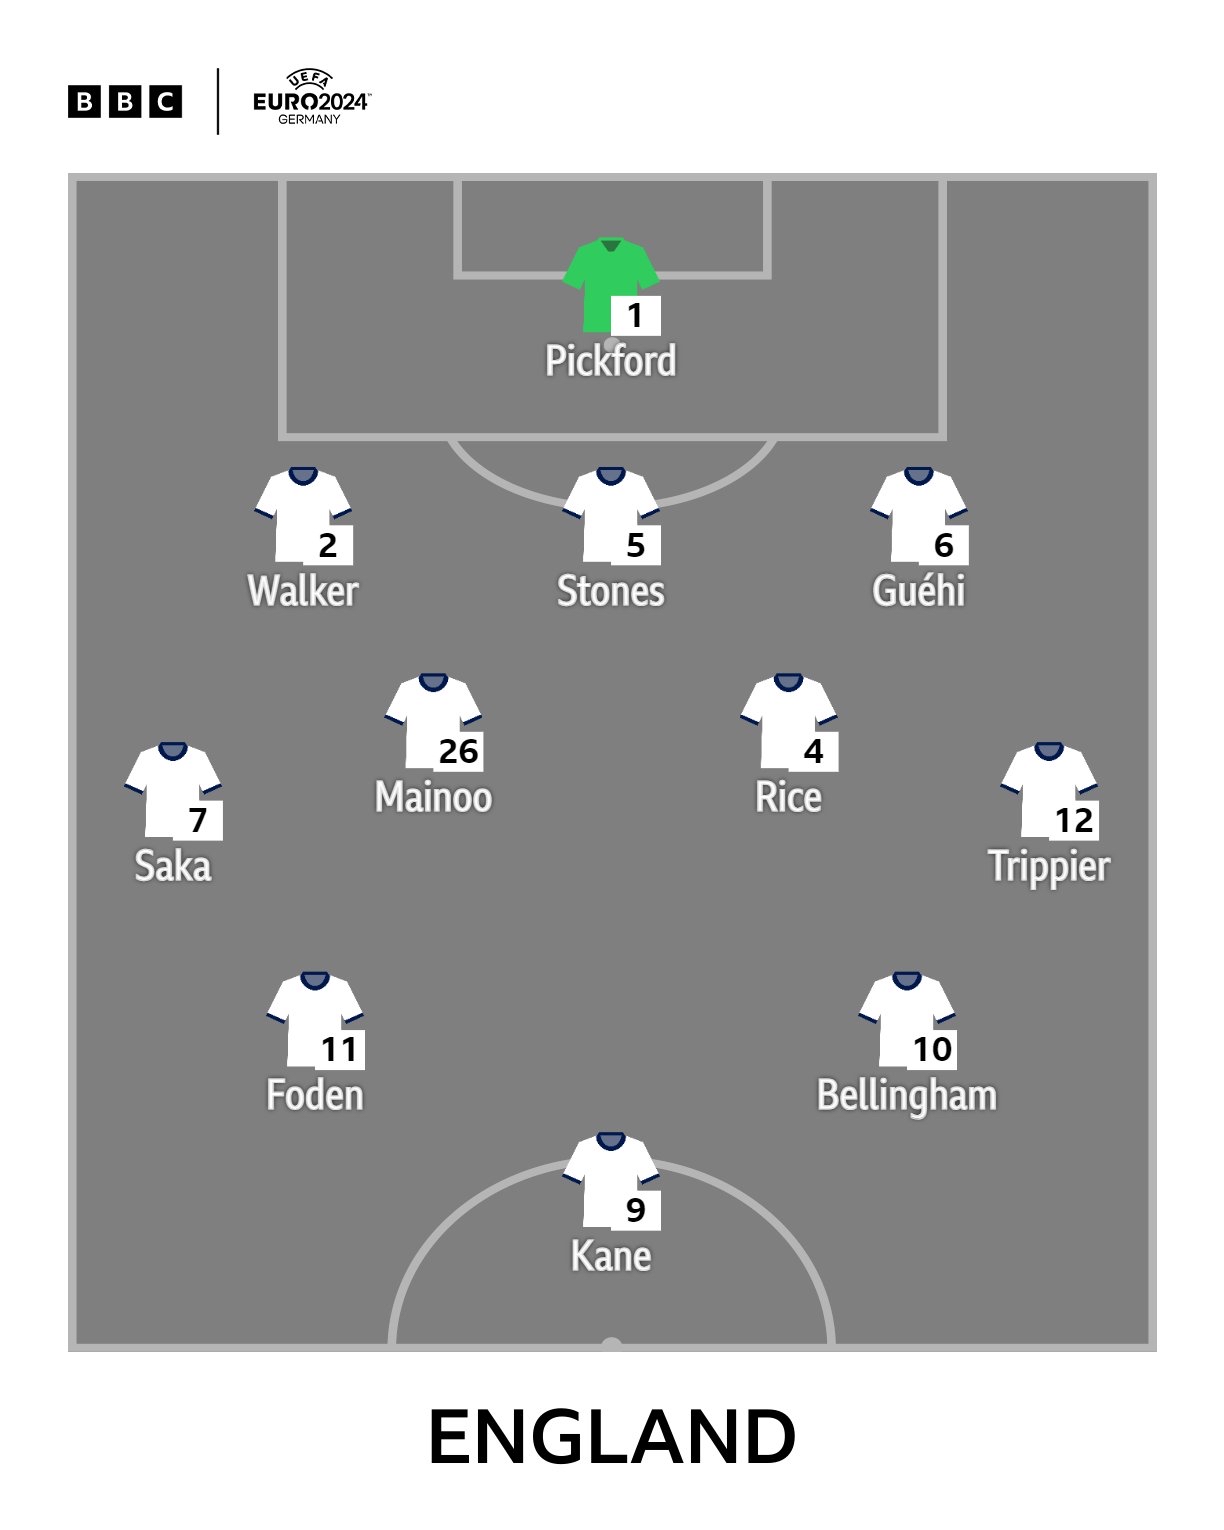 BBC
UEFA
EURO2024™
GERMANY
1
Pickford
2
Walker
5
Stones
6
Guéhi
26
Mainoo
4
Rice
7
Saka
12
Trippier
11
Foden
10
Bellingham
9
Kane
ENGLAND